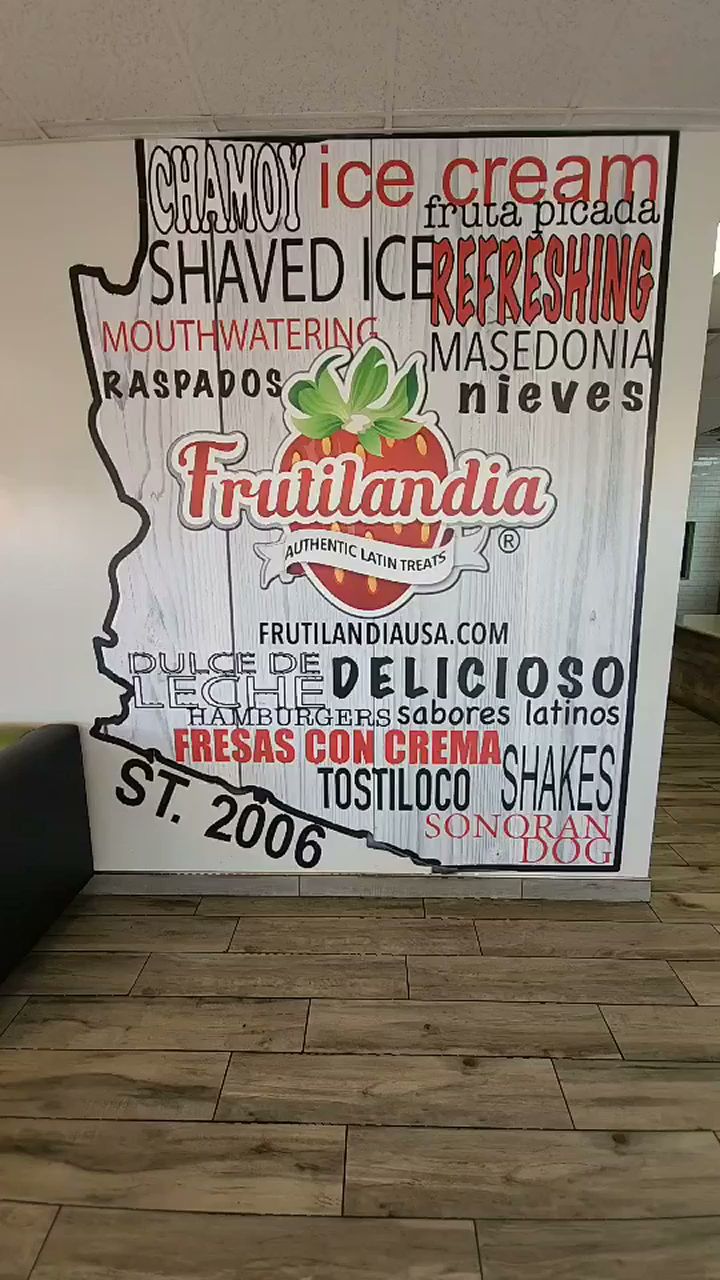 CHAMOY ice cream
fruta picada
SHAVED ICE REFRESHING
MOUTHWATERING MASEDONIA
RASPADOS nieves
Frutilandia
®
AUTHENTIC LATIN TREATS
FRUTILANDIAUSA.COM
DULCE DE
LECHE DELICIOSO
HAMBURGERS sabores latinos
FRESAS CON CREMA
TOSTILOCO SHAKES
ST. 2006
SONORAN
DOG